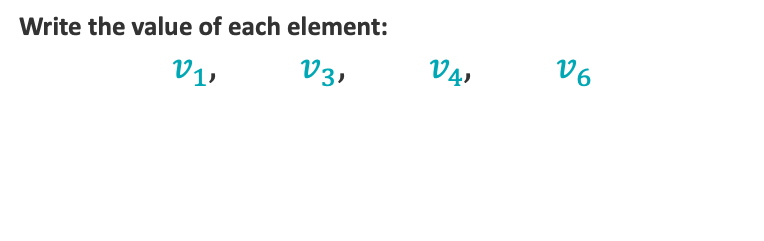 Write the value of each element:
v₁, v₃, v₄, v₆